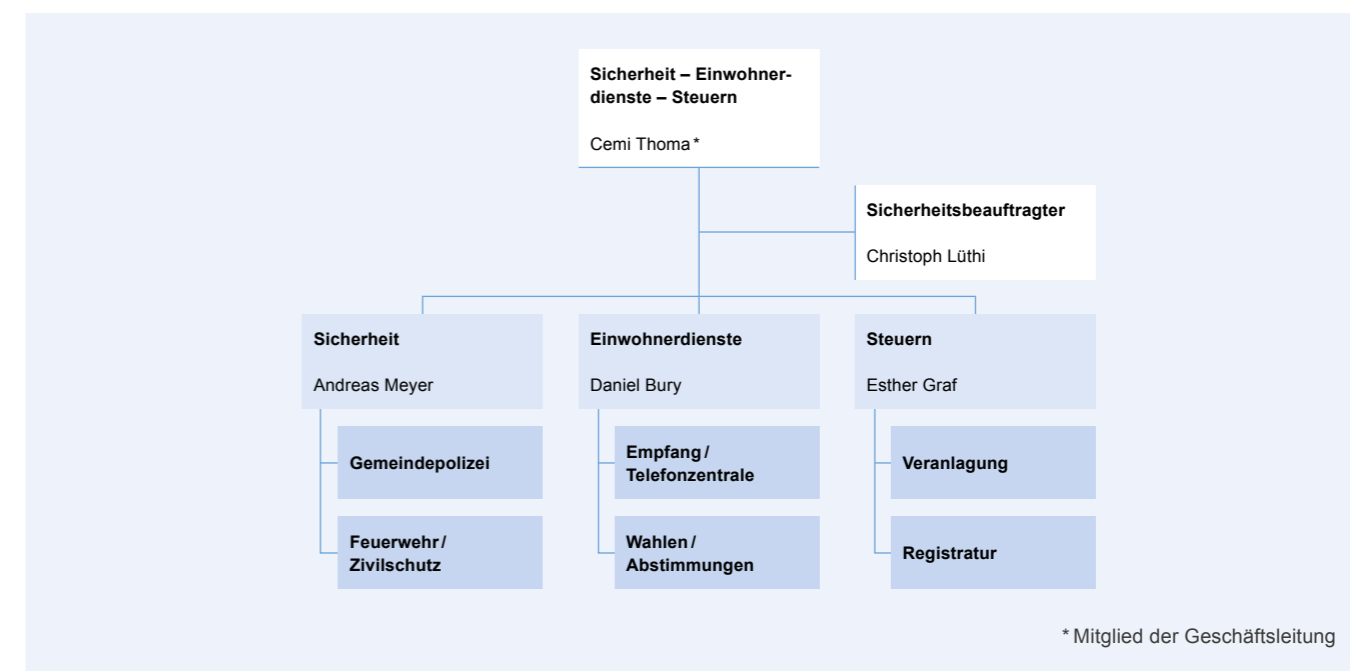 Sicherheit – Einwohner-
dienste – Steuern
Cemi Thoma*
Sicherheitsbeauftragter
Christoph Lüthi
Sicherheit
Andreas Meyer
Einwohnerdienste
Daniel Bury
Steuern
Esther Graf
Gemeindepolizei
Empfang/
Telefonzentrale
Veranlagung
Feuerwehr/
Zivilschutz
Wahlen/
Abstimmungen
Registratur
* Mitglied der Geschäftsleitung